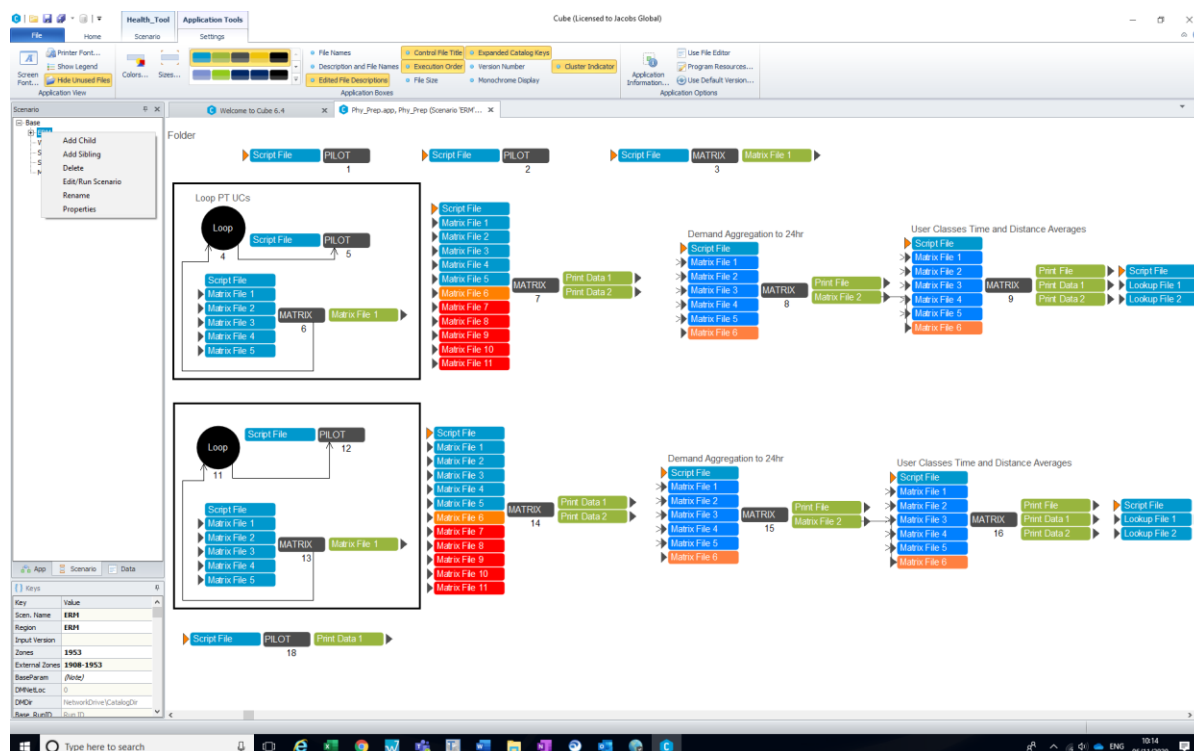 Health_Tool Application Tools Cube (Licensed to Jacobs Global)
File Home Scenario Settings
Screen Font...
Printer Font...
Show Legend
Hide Unused Files
Application View
Colors... Sizes...
File Names
Description and File Names
Edited File Descriptions
Control File Title
Execution Order
File Size
Expanded Catalog Keys
Version Number
Monochrome Display
Cluster Indicator
Application Boxes
Application Information...
Use File Editor
Program Resources...
Use Default Version...
Application Options
Scenario
Welcome to Cube 6.4 X
Phy_Prep.app, Phy_Prep (Scenario 'ERM'... X
Base
Add Child
Add Sibling
Delete
Edit/Run Scenario
Rename
Properties
Folder
Script File PILOT
1
Script File PILOT
2
Script File MATRIX Matrix File 1
3
Loop PT UCs
Loop
4
Script File PILOT
5
Script File
Matrix File 1
Matrix File 2
Matrix File 3
Matrix File 4
Matrix File 5
MATRIX Matrix File 1
6
Script File
Matrix File 1
Matrix File 2
Matrix File 3
Matrix File 4
Matrix File 5
Matrix File 6
Matrix File 7
Matrix File 8
Matrix File 9
Matrix File 10
Matrix File 11
MATRIX
7
Print Data 1
Print Data 2
Demand Aggregation to 24hr
Script File
Matrix File 1
Matrix File 2
Matrix File 3
Matrix File 4
Matrix File 5
Matrix File 6
MATRIX
8
Print File
Matrix File 2
User Classes Time and Distance Averages
Script File
Matrix File 1
Matrix File 2
Matrix File 3
Matrix File 4
Matrix File 5
Matrix File 6
MATRIX
9
Print File
Print Data 1
Print Data 2
Script File
Lookup File 1
Lookup File 2
Loop
11
Script File PILOT
12
Script File
Matrix File 1
Matrix File 2
Matrix File 3
Matrix File 4
Matrix File 5
MATRIX Matrix File 1
13
Script File
Matrix File 1
Matrix File 2
Matrix File 3
Matrix File 4
Matrix File 5
Matrix File 6
Matrix File 7
Matrix File 8
Matrix File 9
Matrix File 10
Matrix File 11
MATRIX
14
Print Data 1
Print Data 2
Demand Aggregation to 24hr
Script File
Matrix File 1
Matrix File 2
Matrix File 3
Matrix File 4
Matrix File 5
Matrix File 6
MATRIX
15
Print File
Matrix File 2
User Classes Time and Distance Averages
Script File
Matrix File 1
Matrix File 2
Matrix File 3
Matrix File 4
Matrix File 5
Matrix File 6
MATRIX
16
Print File
Print Data 1
Print Data 2
Script File
Lookup File 1
Lookup File 2
Script File PILOT Print Data 1
18
App Scenario Data
Keys
Key Value
Scen. Name ERM
Region ERM
Input Version
Zones 1953
External Zones 1908-1953
BaseParam (Note)
DMNetLoc 0
DMDir NetworkDrive\CatalogDir
Base_RunID Run ID
Type here to search
ENG 10:14